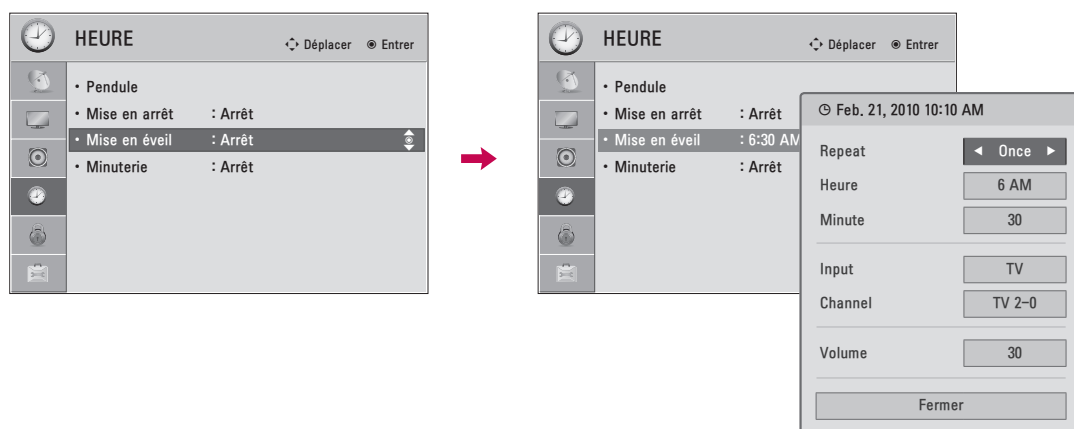 HEURE
Déplacer Entrer
• Pendule
• Mise en arrêt : Arrêt
• Mise en éveil : Arrêt
• Minuterie : Arrêt
HEURE
Déplacer Entrer
• Pendule
• Mise en arrêt : Arrêt
• Mise en éveil : 6:30 AM
• Minuterie : Arrêt
Feb. 21, 2010 10:10 AM
Repeat ◄ Once ►
Heure 6 AM
Minute 30
Input TV
Channel TV 2-0
Volume 30
Fermer